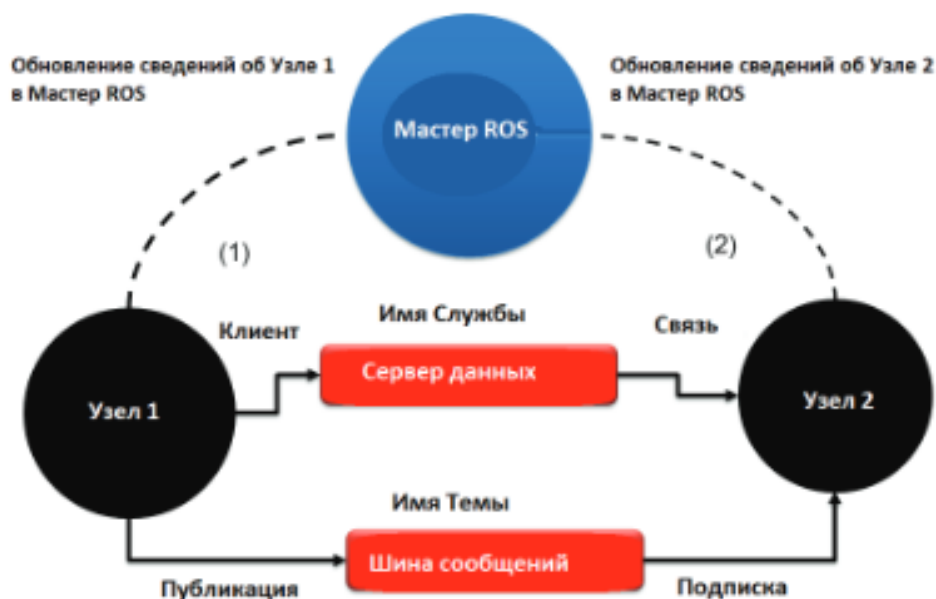 Обновление сведений об Узле 1
в Мастер ROS
Обновление сведений об Узле 2
в Мастер ROS
Мастер ROS
(1)
(2)
Клиент
Имя Службы
Связь
Сервер данных
Узел 1
Узел 2
Имя Темы
Шина сообщений
Публикация
Подписка